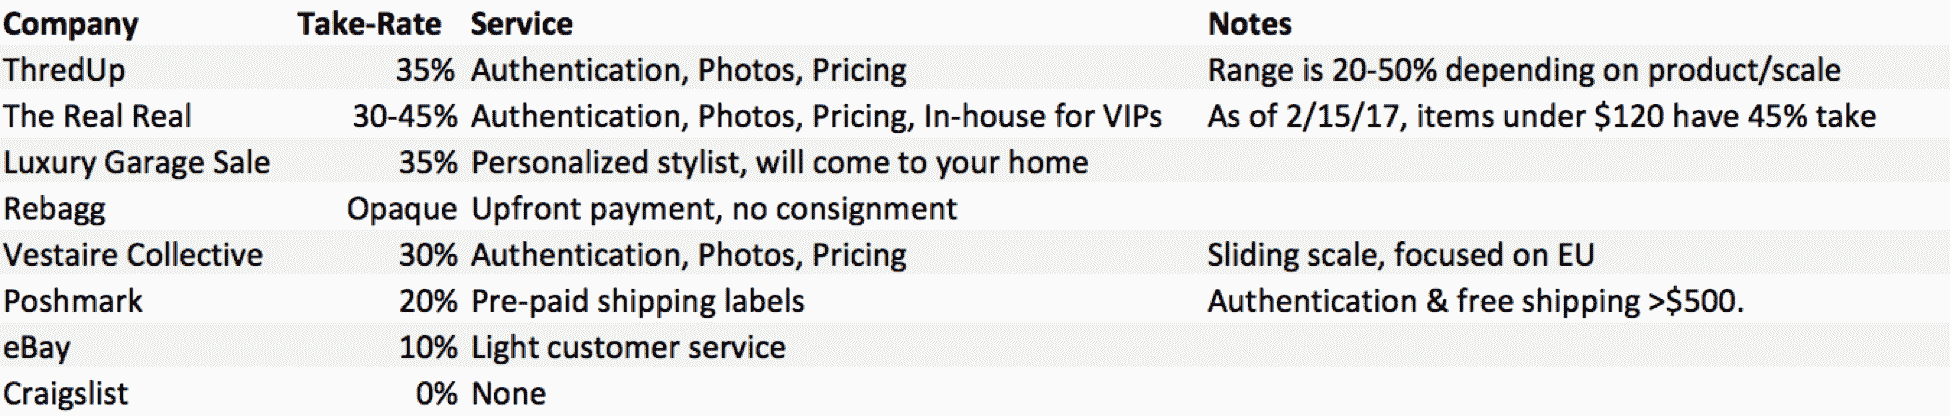 Company Take-Rate Service Notes
ThredUp 35% Authentication, Photos, Pricing Range is 20-50% depending on product/scale
The Real Real 30-45% Authentication, Photos, Pricing, In-house for VIPs As of 2/15/17, items under $120 have 45% take
Luxury Garage Sale 35% Personalized stylist, will come to your home
Rebagg Opaque Upfront payment, no consignment
Vestaire Collective 30% Authentication, Photos, Pricing Sliding scale, focused on EU
Poshmark 20% Pre-paid shipping labels Authentication & free shipping >$500.
eBay 10% Light customer service
Craigslist 0% None